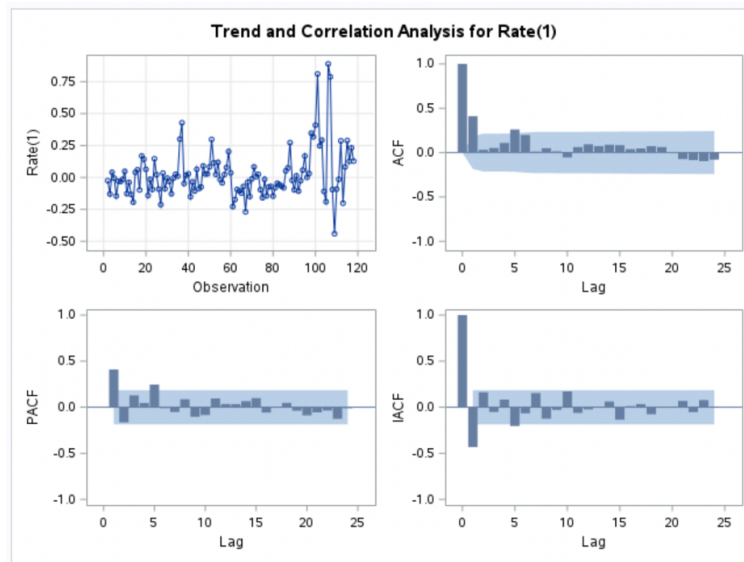 Trend and Correlation Analysis for Rate(1)
0.75
0.50
0.25
0.00
-0.25
-0.50
Rate(1)
0 20 40 60 80 100 120
Observation
1.0
0.5
0.0
-0.5
-1.0
ACF
0 5 10 15 20 25
Lag
1.0
0.5
0.0
-0.5
-1.0
PACF
0 5 10 15 20 25
Lag
1.0
0.5
0.0
-0.5
-1.0
IACF
0 5 10 15 20 25
Lag